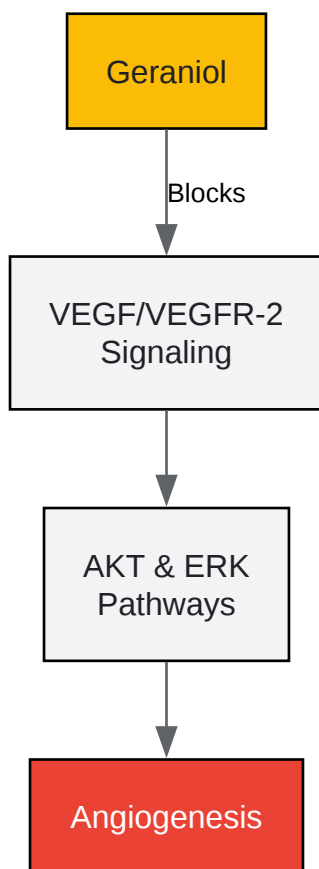 Geraniol
Blocks
VEGF/VEGFR-2
Signaling
AKT & ERK
Pathways
Angiogenesis